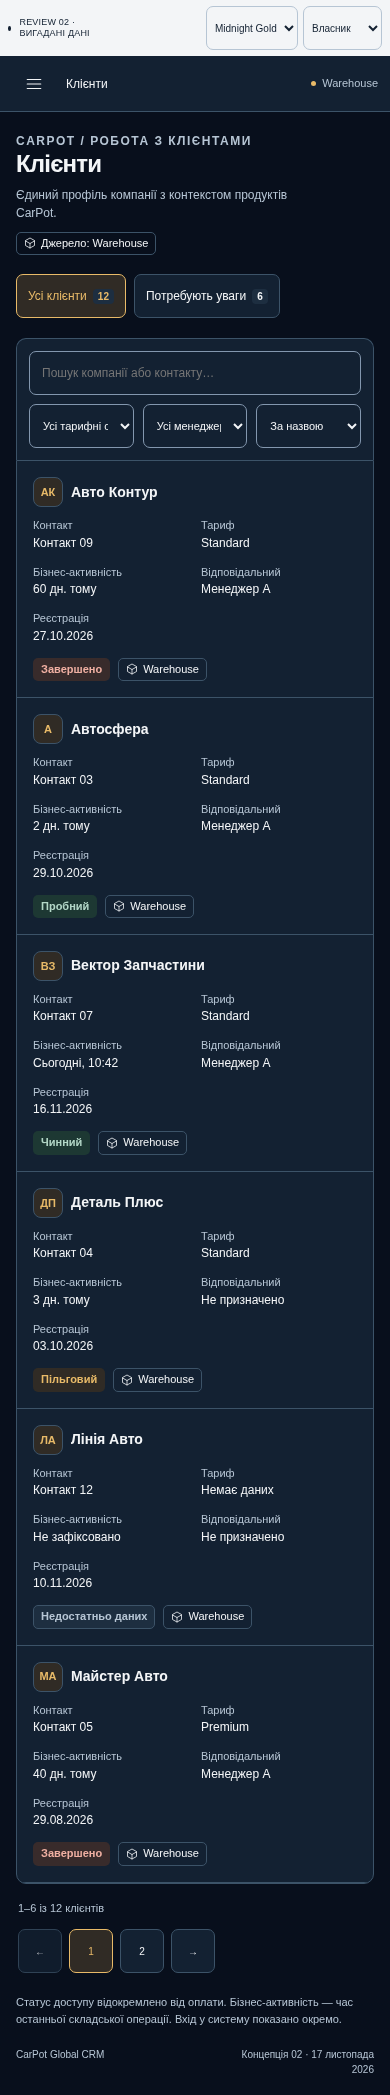 REVIEW 02 ·
ВИГАДАНІ ДАНІ
Midnight Gold
Власник
Клієнти
Warehouse
CARPOT / РОБОТА З КЛІЄНТАМИ
Клієнти
Єдиний профіль компанії з контекстом продуктів
CarPot.
Джерело: Warehouse
Усі клієнти 12
Потребують уваги 6
Пошук компанії або контакту…
Усі тарифні с
Усі менеджер
За назвою
АК Авто Контур
Контакт Тариф
Контакт 09 Standard
Бізнес-активність Відповідальний
60 дн. тому Менеджер А
Реєстрація
27.10.2026
Завершено Warehouse
А Автосфера
Контакт Тариф
Контакт 03 Standard
Бізнес-активність Відповідальний
2 дн. тому Менеджер А
Реєстрація
29.10.2026
Пробний Warehouse
ВЗ Вектор Запчастини
Контакт Тариф
Контакт 07 Standard
Бізнес-активність Відповідальний
Сьогодні, 10:42 Менеджер А
Реєстрація
16.11.2026
Чинний Warehouse
ДП Деталь Плюс
Контакт Тариф
Контакт 04 Standard
Бізнес-активність Відповідальний
3 дн. тому Не призначено
Реєстрація
03.10.2026
Пільговий Warehouse
ЛА Лінія Авто
Контакт Тариф
Контакт 12 Немає даних
Бізнес-активність Відповідальний
Не зафіксовано Не призначено
Реєстрація
10.11.2026
Недостатньо даних Warehouse
МА Майстер Авто
Контакт Тариф
Контакт 05 Premium
Бізнес-активність Відповідальний
40 дн. тому Менеджер А
Реєстрація
29.08.2026
Завершено Warehouse
1–6 із 12 клієнтів
← 1 2 →
Статус доступу відокремлено від оплати. Бізнес-активність — час
останньої складської операції. Вхід у систему показано окремо.
CarPot Global CRM
Концепція 02 · 17 листопада
2026